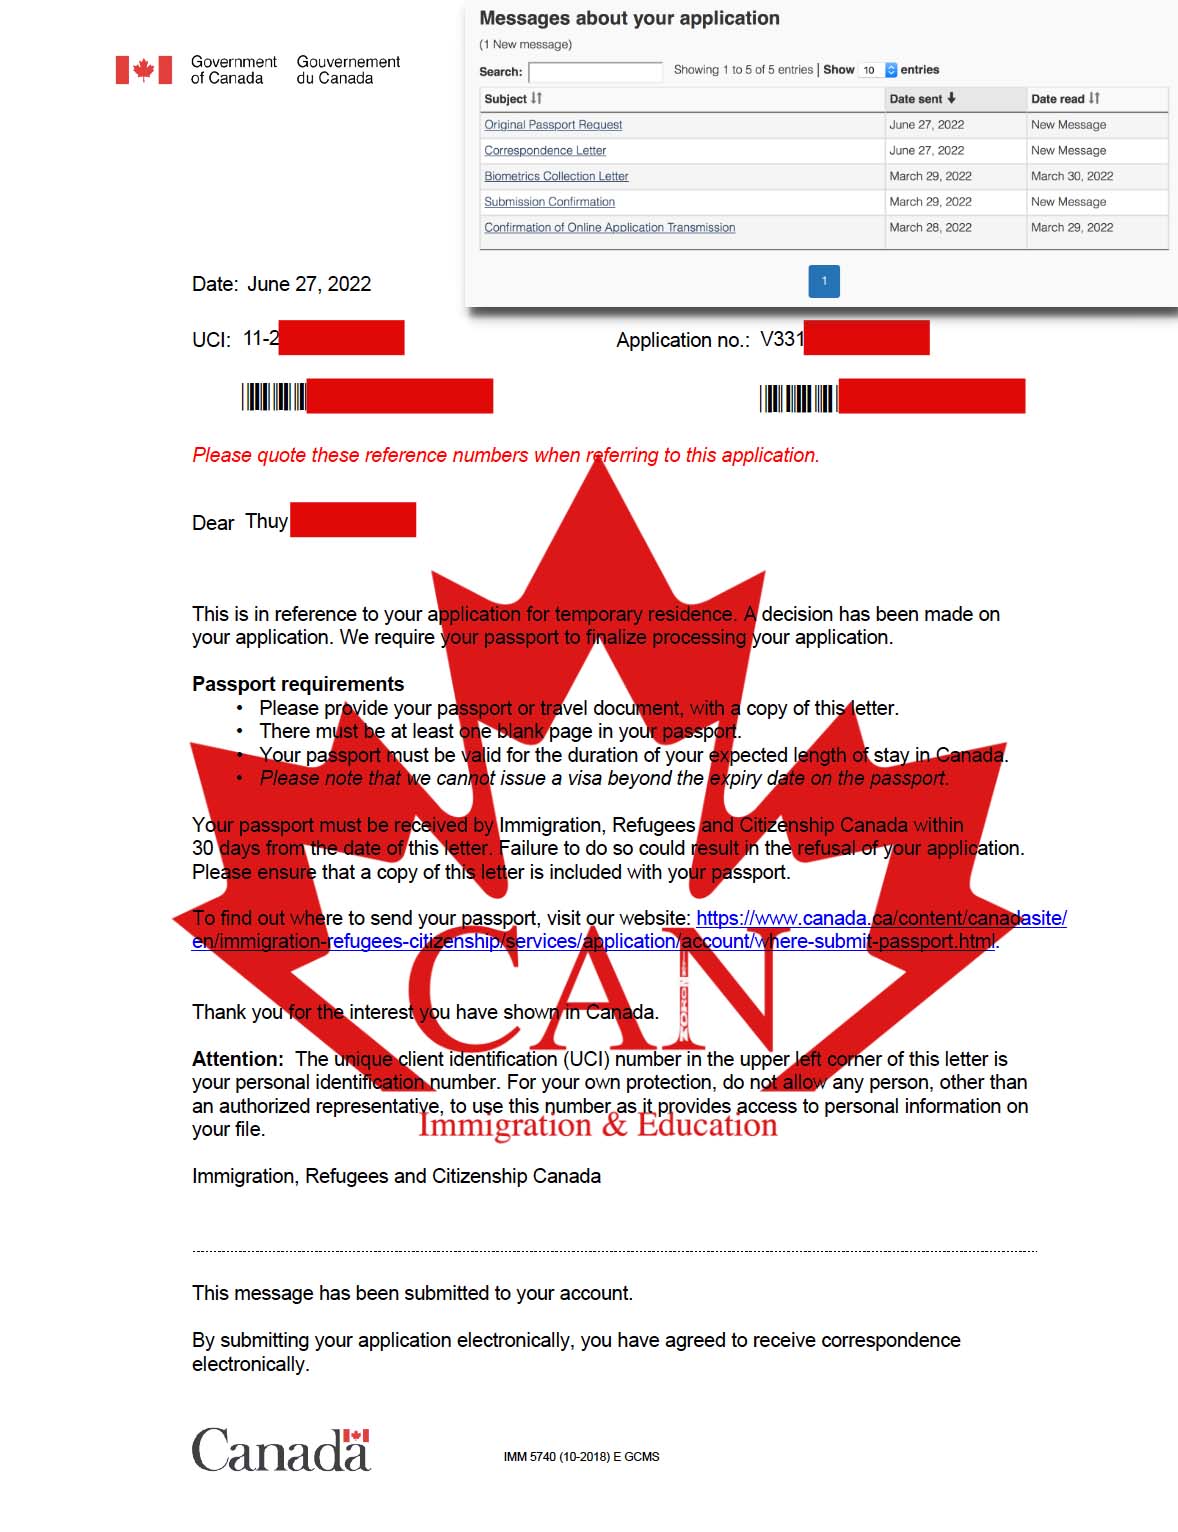 Government
of Canada
Gouvernement
du Canada
Messages about your application
(1 New message)
Search: Showing 1 to 5 of 5 entries | Show 10 entries
Subject Date sent Date read
Original Passport Request June 27, 2022 New Message
Correspondence Letter June 27, 2022 New Message
Biometrics Collection Letter March 29, 2022 March 30, 2022
Submission Confirmation March 29, 2022 New Message
Confirmation of Online Application Transmission March 28, 2022 March 29, 2022
1
Date: June 27, 2022
UCI: 11-2
Application no.: V331
Please quote these reference numbers when referring to this application.
Dear Thuy
This is in reference to your application for temporary residence. A decision has been made on
your application. We require your passport to finalize processing your application.
Passport requirements
• Please provide your passport or travel document, with a copy of this letter.
• There must be at least one blank page in your passport.
• Your passport must be valid for the duration of your expected length of stay in Canada.
• Please note that we cannot issue a visa beyond the expiry date on the passport.
Your passport must be received by Immigration, Refugees and Citizenship Canada within
30 days from the date of this letter. Failure to do so could result in the refusal of your application.
Please ensure that a copy of this letter is included with your passport.
To find out where to send your passport, visit our website: https://www.canada.ca/content/canadasite/
en/immigration-refugees-citizenship/services/application/account/where-submit-passport.html.
CAN
Thank you for the interest you have shown in Canada.
Attention: The unique client identification (UCI) number in the upper left corner of this letter is
your personal identification number. For your own protection, do not allow any person, other than
an authorized representative, to use this number as it provides access to personal information on
your file.
Immigration & Education
Immigration, Refugees and Citizenship Canada
This message has been submitted to your account.
By submitting your application electronically, you have agreed to receive correspondence
electronically.
Canada
IMM 5740 (10-2018) E GCMS